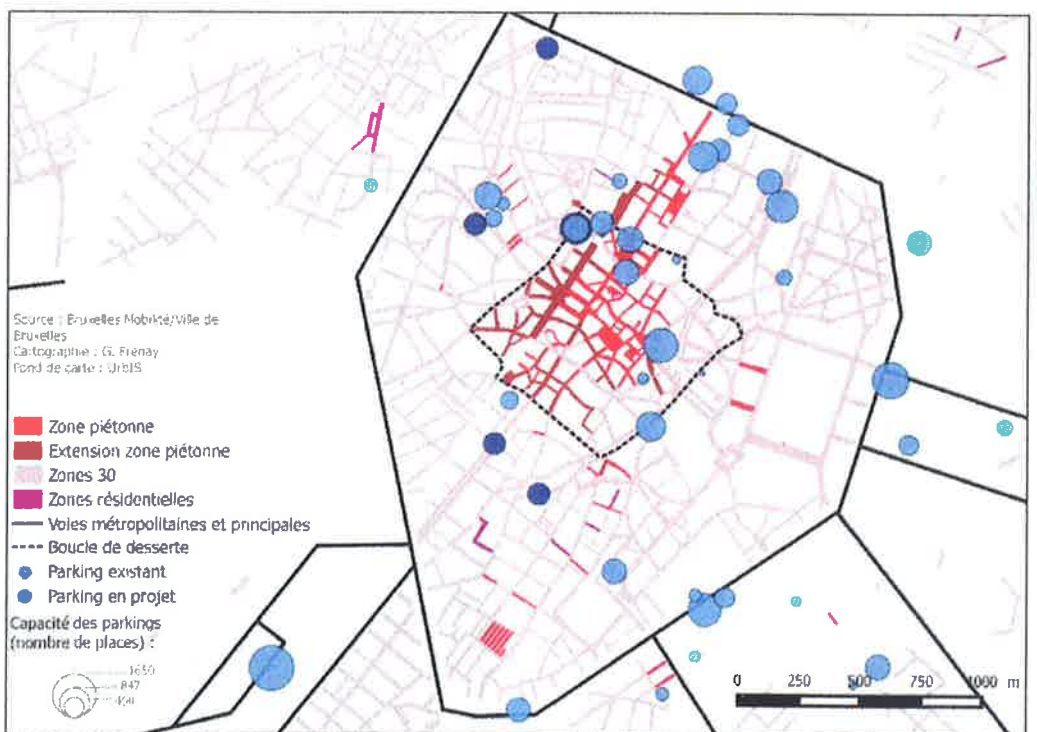 Source : Bruxelles Mobilité/Ville de
Bruxelles
Cartographie : G. Frenay
Fond de carte : UrbIS
Zone piétonne
Extension zone piétonne
Zones 30
Zones résidentielles
Voies métropolitaines et principales
Boucle de desserte
Parking existant
Parking en projet
Capacité des parkings
(nombre de places) :
1650
847
0 250 500 750 1000 m